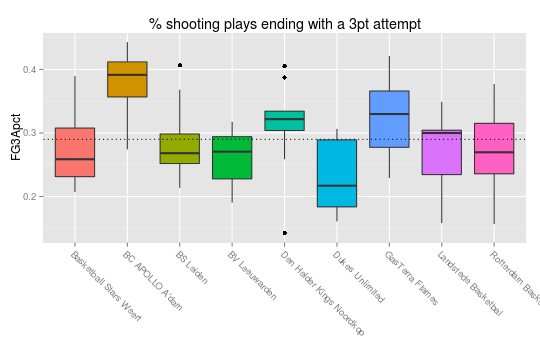 % shooting plays ending with a 3pt attempt
FG3Apct
0.4
0.3
0.2
Basketball Stars Weert
BC APOLLO A'dam
BS Leiden
BV Leeuwarden
Den Helder Kings Noordkop
Dukes Unlimited
GasTerra Flames
Landstede Basketbal
Rotterdam Bask